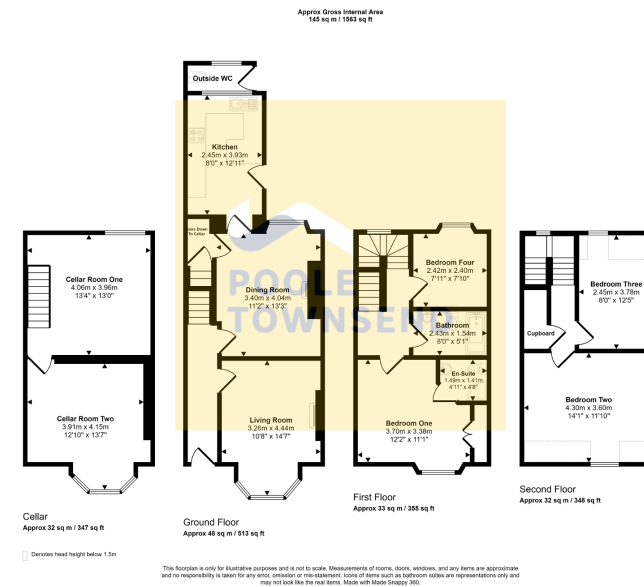 Approx Gross Internal Area
145 sq m / 1563 sq ft
Outside WC
Kitchen
2.45m x 3.93m
8'0" x 12'11"
Stairs Down
To Cellar
Dining Room
3.40m x 4.04m
11'2" x 13'3"
Living Room
3.26m x 4.44m
10'8" x 14'7"
Cellar Room One
4.06m x 3.96m
13'4" x 13'0"
Cellar Room Two
3.91m x 4.15m
12'10" x 13'7"
Bedroom Four
2.42m x 2.40m
7'11" x 7'10"
Bathroom
2.43m x 1.54m
8'0" x 5'1"
En-Suite
1.49m x 1.41m
4'11" x 4'8"
Bedroom One
3.70m x 3.38m
12'2" x 11'1"
Bedroom Three
2.45m x 3.78m
8'0" x 12'5"
Cupboard
Bedroom Two
4.30m x 3.60m
14'1" x 11'10"
POOLE
TOWNSEND
Cellar
Approx 32 sq m / 347 sq ft
Ground Floor
Approx 48 sq m / 513 sq ft
First Floor
Approx 33 sq m / 355 sq ft
Second Floor
Approx 32 sq m / 348 sq ft
Denotes head height below 1.5m
This floorplan is only for illustrative purposes and is not to scale. Measurements of rooms, doors, windows, and any items are approximate
and no responsibility is taken for any error, omission or mis-statement. Icons of items such as bathroom suites are representations only and
may not look like the real items. Made with Made Snappy 360.